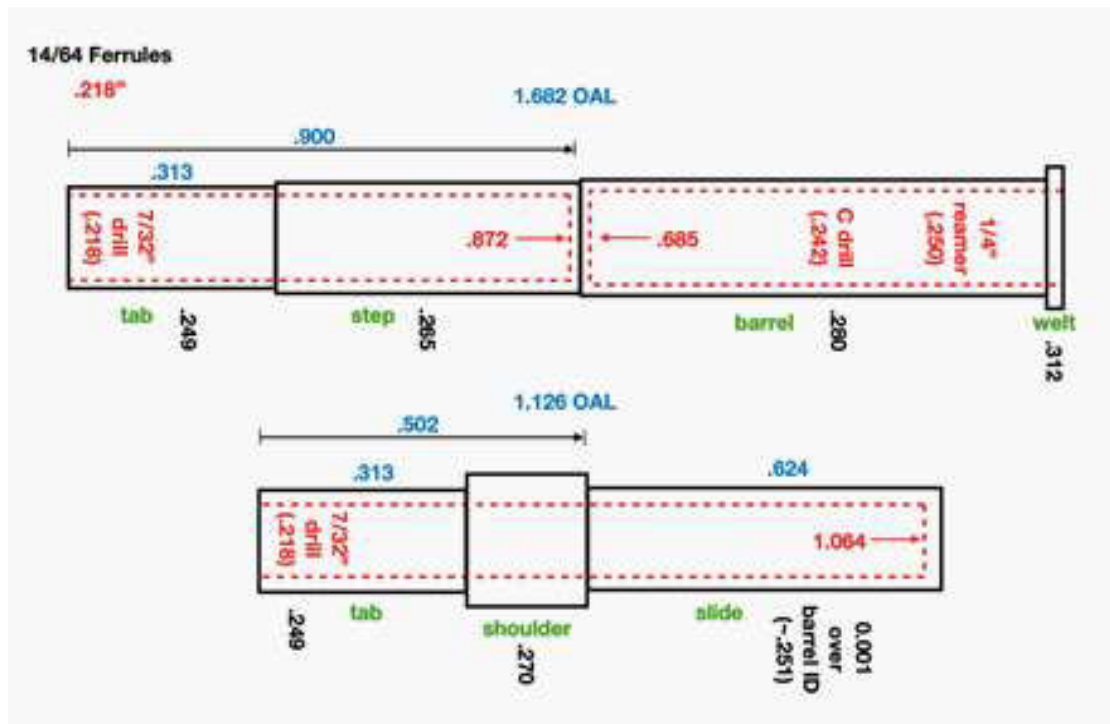 14/64 Ferrules
.218"
1.682 OAL
.900
.313
7/32"
drill
(.218)
.872
.685
C drill
(.242)
1/4"
reamer
(.250)
tab
.249
step
.265
barrel
.280
welt
.312
1.126 OAL
.502
.313
.624
7/32"
drill
(.218)
1.064
tab
.249
shoulder
.270
slide
0.001
over
barrel ID
(~.251)